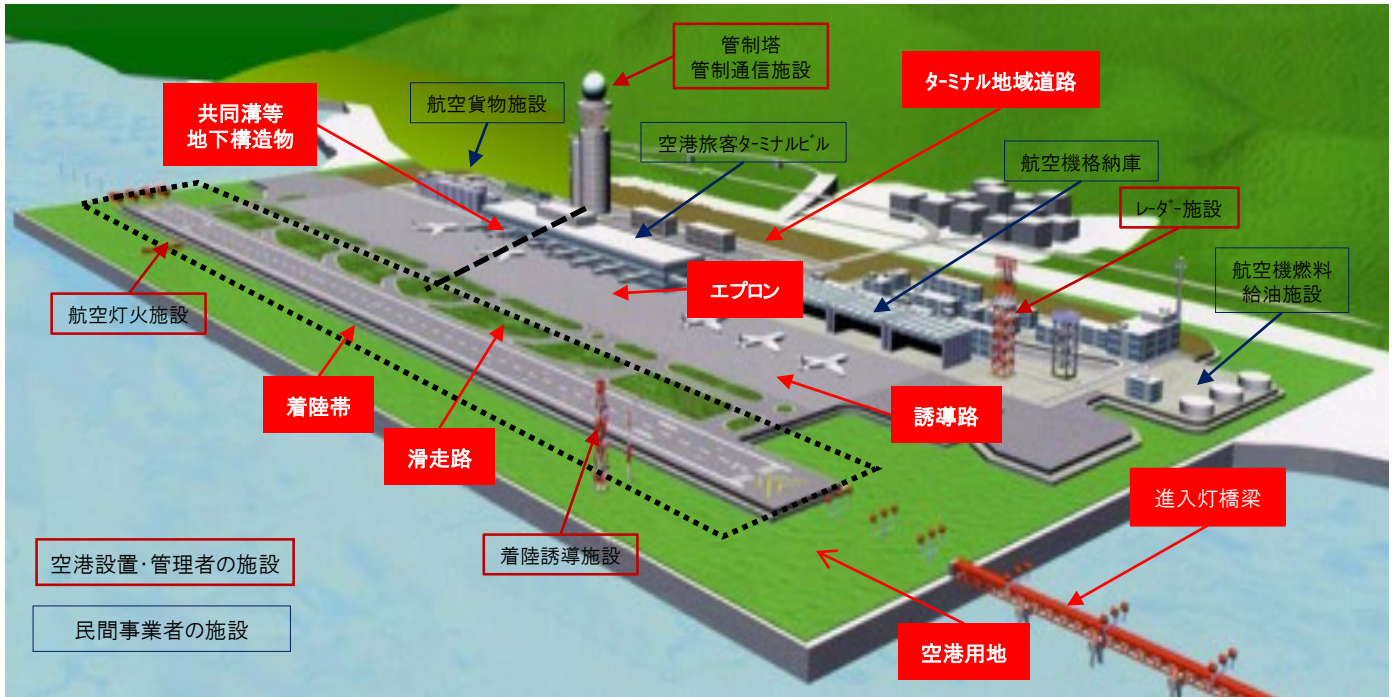 管制塔
管制通信施設
ﾀｰﾐﾅﾙ地域道路
共同溝等
地下構造物
航空貨物施設
空港旅客ﾀｰﾐﾅﾙﾋﾞﾙ
航空機格納庫
ﾚｰﾀﾞｰ施設
航空機燃料
給油施設
エプロン
航空灯火施設
着陸帯
滑走路
誘導路
進入灯橋梁
着陸誘導施設
空港設置･管理者の施設
民間事業者の施設
空港用地